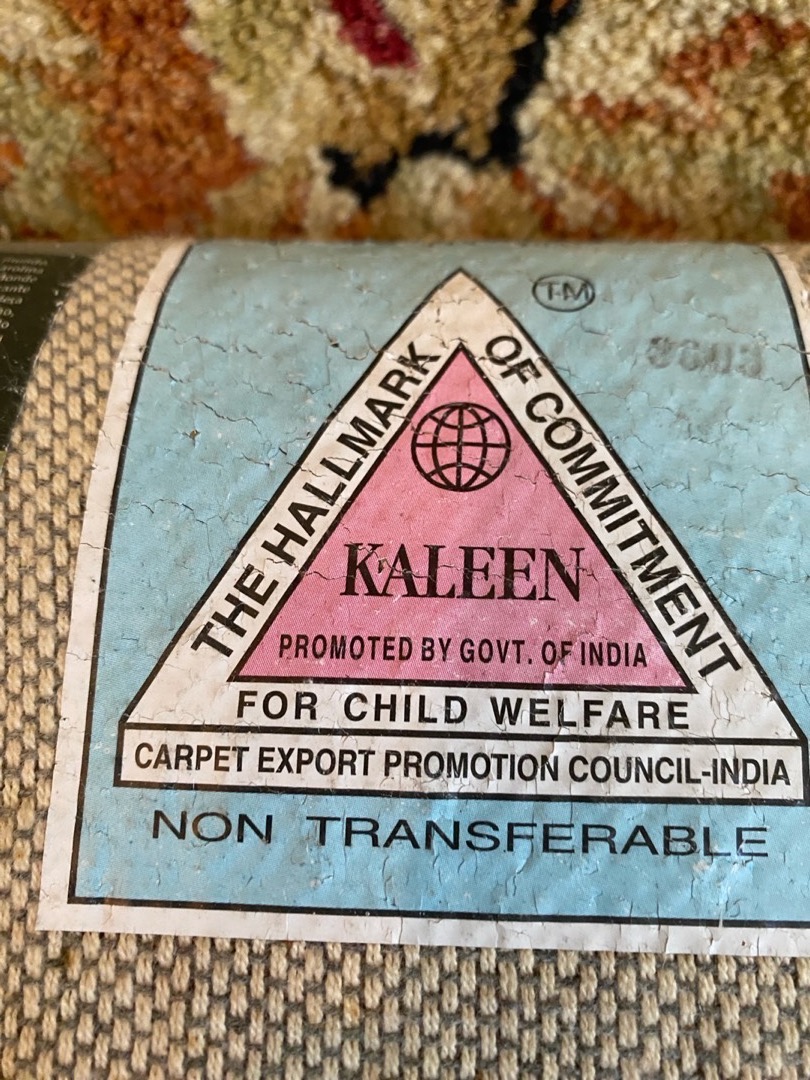 TM
THE HALLMARK OF COMMITMENT
KALEEN
PROMOTED BY GOVT. OF INDIA
FOR CHILD WELFARE
CARPET EXPORT PROMOTION COUNCIL-INDIA
NON TRANSFERABLE